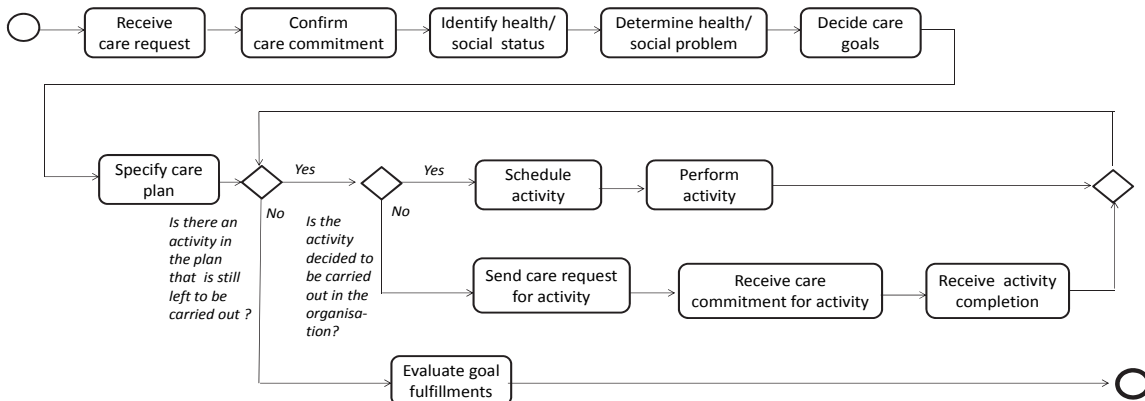 Receive
care request
Confirm
care commitment
Identify health/
social status
Determine health/
social problem
Decide care
goals
Specify care
plan
Yes
No
Is there an
activity in
the plan
that is still
left to be
carried out ?
Yes
No
Is the
activity
decided to
be carried
out in the
organisa-
tion?
Schedule
activity
Perform
activity
Send care request
for activity
Receive care
commitment for activity
Receive activity
completion
Evaluate goal
fulfillments